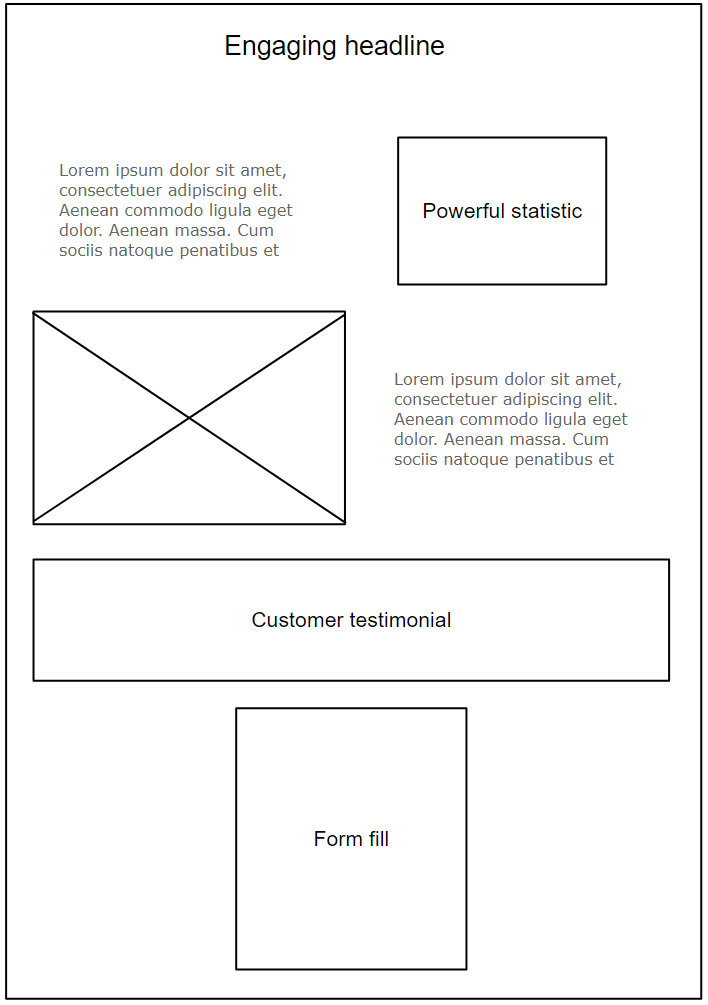 Engaging headline
Lorem ipsum dolor sit amet,
consectetuer adipiscing elit.
Aenean commodo ligula eget
dolor. Aenean massa. Cum
sociis natoque penatibus et
Powerful statistic
Lorem ipsum dolor sit amet,
consectetuer adipiscing elit.
Aenean commodo ligula eget
dolor. Aenean massa. Cum
sociis natoque penatibus et
Customer testimonial
Form fill